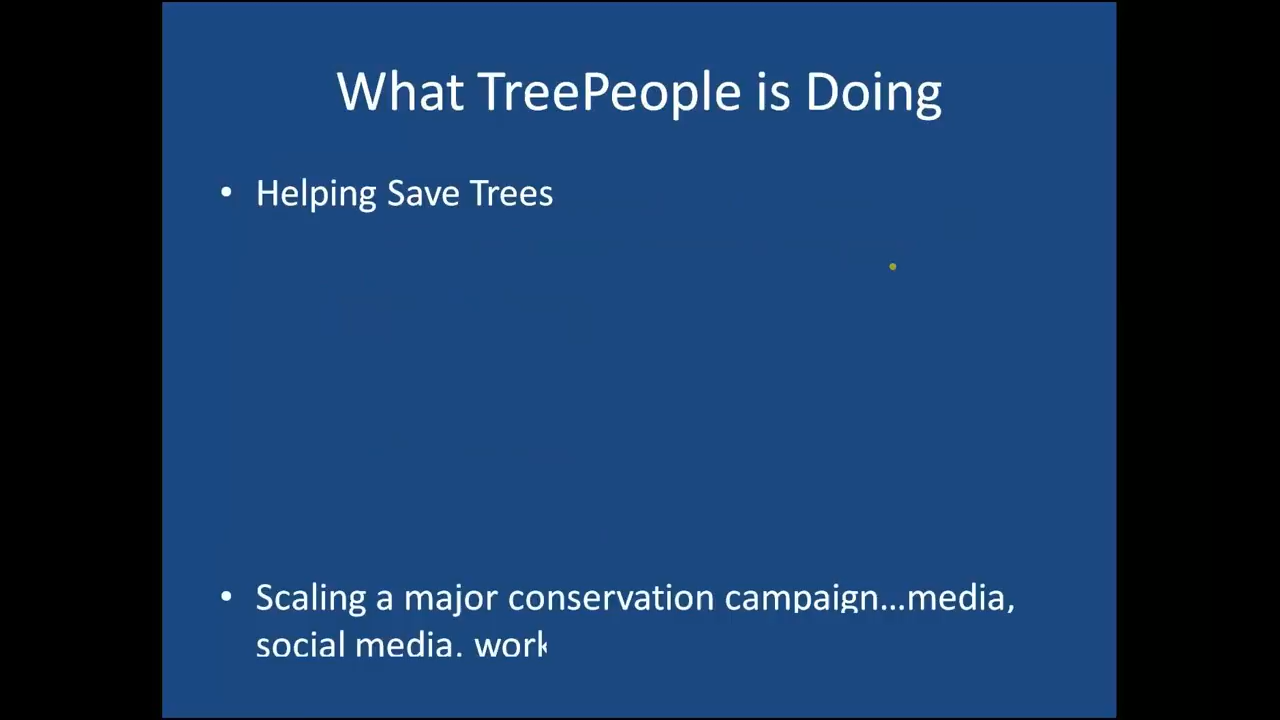 What TreePeople is Doing
• Helping Save Trees
• Scaling a major conservation campaign...media,
social media, work